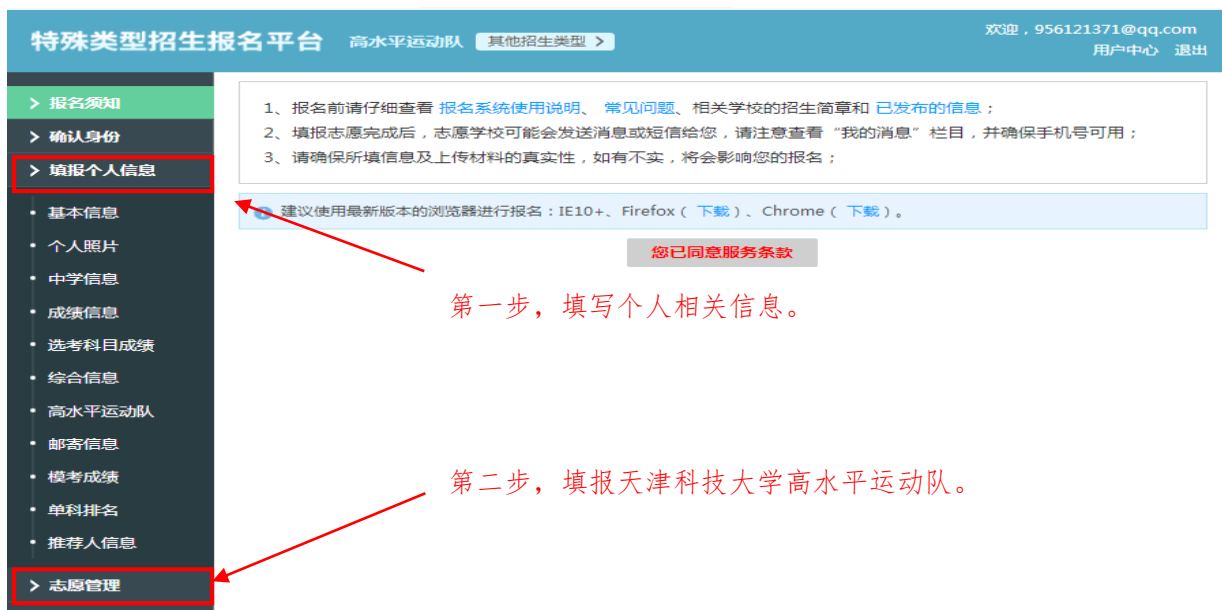 特殊类型招生报名平台 高水平运动队 其他招生类型 >
欢迎，956121371@qq.com
用户中心 退出
> 报名须知
> 确认身份
> 填报个人信息
• 基本信息
• 个人照片
• 中学信息
• 成绩信息
• 选考科目成绩
• 综合信息
• 高水平运动队
• 邮寄信息
• 模考成绩
• 单科排名
• 推荐人信息
> 志愿管理
1、报名前请仔细查看 报名系统使用说明、 常见问题、相关学校的招生简章和 已发布的信息；
2、填报志愿完成后，志愿学校可能会发送消息或短信给您，请注意查看“我的消息”栏目，并确保手机号可用；
3、请确保所填信息及上传材料的真实性，如有不实，将会影响您的报名；
建议使用最新版本的浏览器进行报名：IE10+、Firefox（ 下载）、Chrome（ 下载）。
您已同意服务条款
第一步，填写个人相关信息。
第二步，填报天津科技大学高水平运动队。